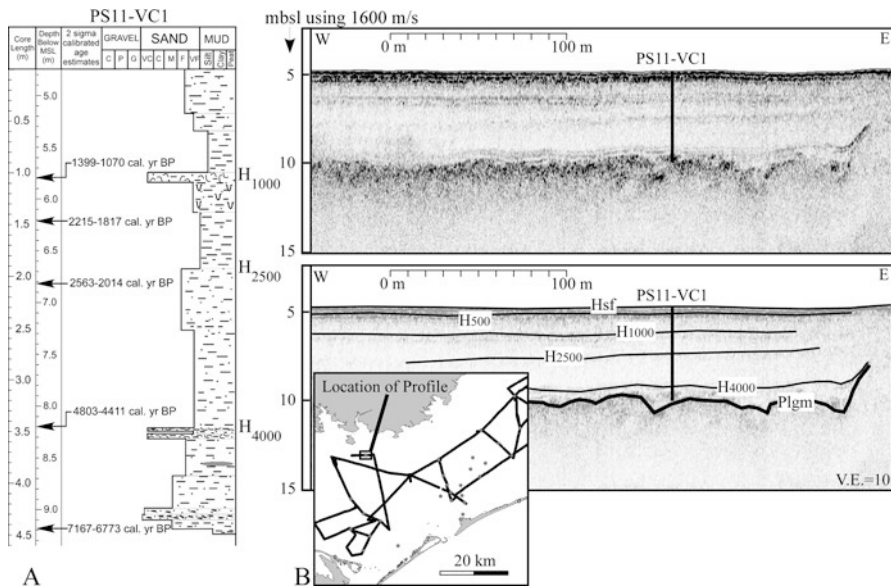 PS11-VC1
Core Length (m)
Depth Below MSL (m)
2 sigma calibrated age estimates
GRAVEL
SAND
MUD
C P G VC C M F VF Silt Clay Peat
5.0
0.5
5.5
1399-1070 cal. yr BP
1.0
H1000
6.0
1.5
2215-1817 cal. yr BP
6.5
2.0
2563-2014 cal. yr BP
H2500
7.0
2.5
7.5
3.0
8.0
4803-4411 cal. yr BP
3.5
H4000
8.5
4.0
9.0
7167-6773 cal. yr BP
4.5
A
mbsl using 1600 m/s
W
E
0 m
100 m
PS11-VC1
5
10
15
W
E
0 m
100 m
PS11-VC1
Hsf
5
H500
H1000
H2500
H4000
10
Plgm
15
V.E.=10
Location of Profile
20 km
B